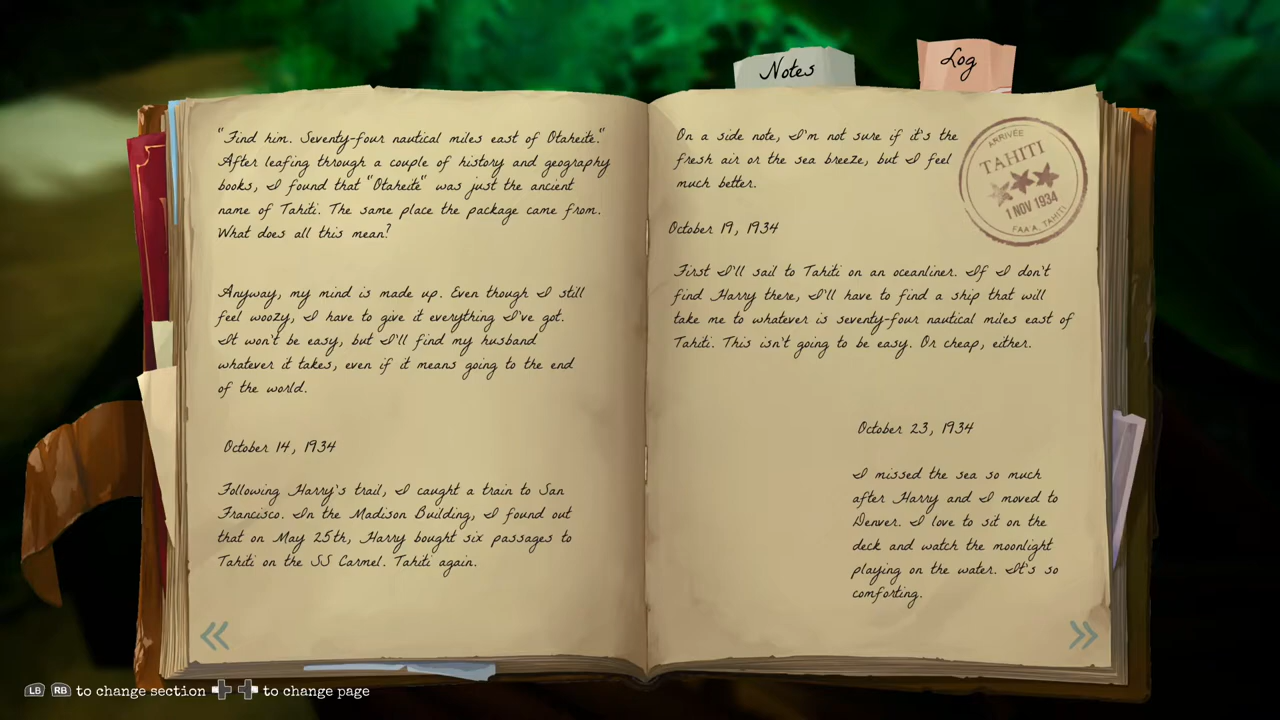 Notes
Log
"Find him. Seventy-four nautical miles east of Otaheite."
After leafing through a couple of history and geography
books, I found that "Otaheite" was just the ancient
name of Tahiti. The same place the package came from.
What does all this mean?
Anyway, my mind is made up. Even though I still
feel woozy, I have to give it everything I've got.
It won't be easy, but I'll find my husband
whatever it takes, even if it means going to the end
of the world.
October 14, 1934
Following Harry's trail, I caught a train to San
Francisco. In the Madison Building, I found out
that on May 25th, Harry bought six passages to
Tahiti on the SS Carmel. Tahiti again.
On a side note, I'm not sure if it's the
fresh air or the sea breeze, but I feel
much better.
ARRIVÉE
TAHITI
1 NOV 1934
FAA'A, TAHITI
October 19, 1934
First I'll sail to Tahiti on an oceanliner. If I don't
find Harry there, I'll have to find a ship that will
take me to whatever is seventy-four nautical miles east of
Tahiti. This isn't going to be easy. Or cheap, either.
October 23, 1934
I missed the sea so much
after Harry and I moved to
Denver. I love to sit on the
deck and watch the moonlight
playing on the water. It's so
comforting.
LB RB to change section to change page